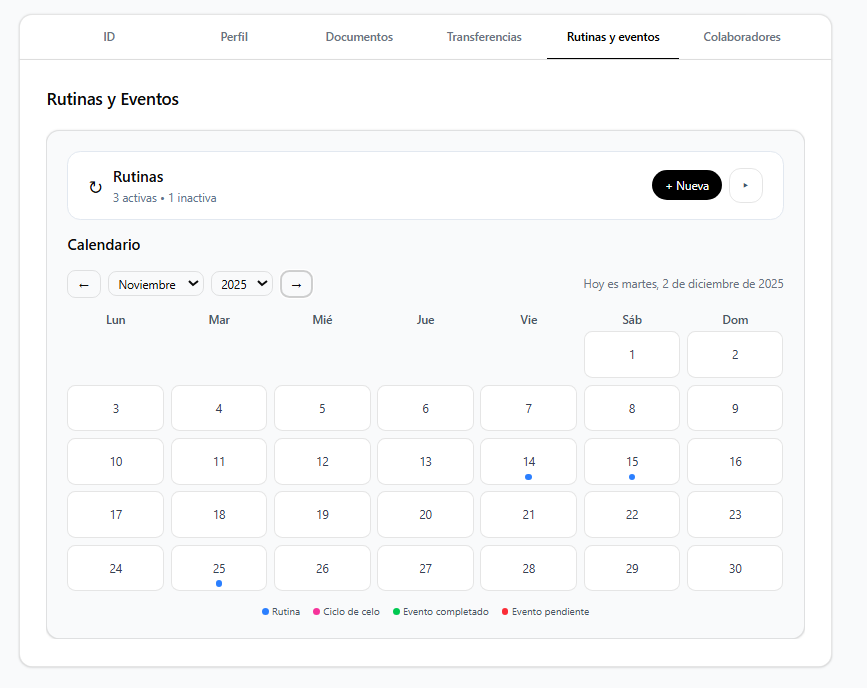 ID Perfil Documentos Transferencias Rutinas y eventos Colaboradores
Rutinas y Eventos
↻ Rutinas
3 activas • 1 inactiva
+ Nueva ▸
Calendario
← Noviembre 2025 → Hoy es martes, 2 de diciembre de 2025
Lun Mar Mié Jue Vie Sáb Dom
1 2
3 4 5 6 7 8 9
10 11 12 13 14 15 16
17 18 19 20 21 22 23
24 25 26 27 28 29 30
Rutina Ciclo de celo Evento completado Evento pendiente